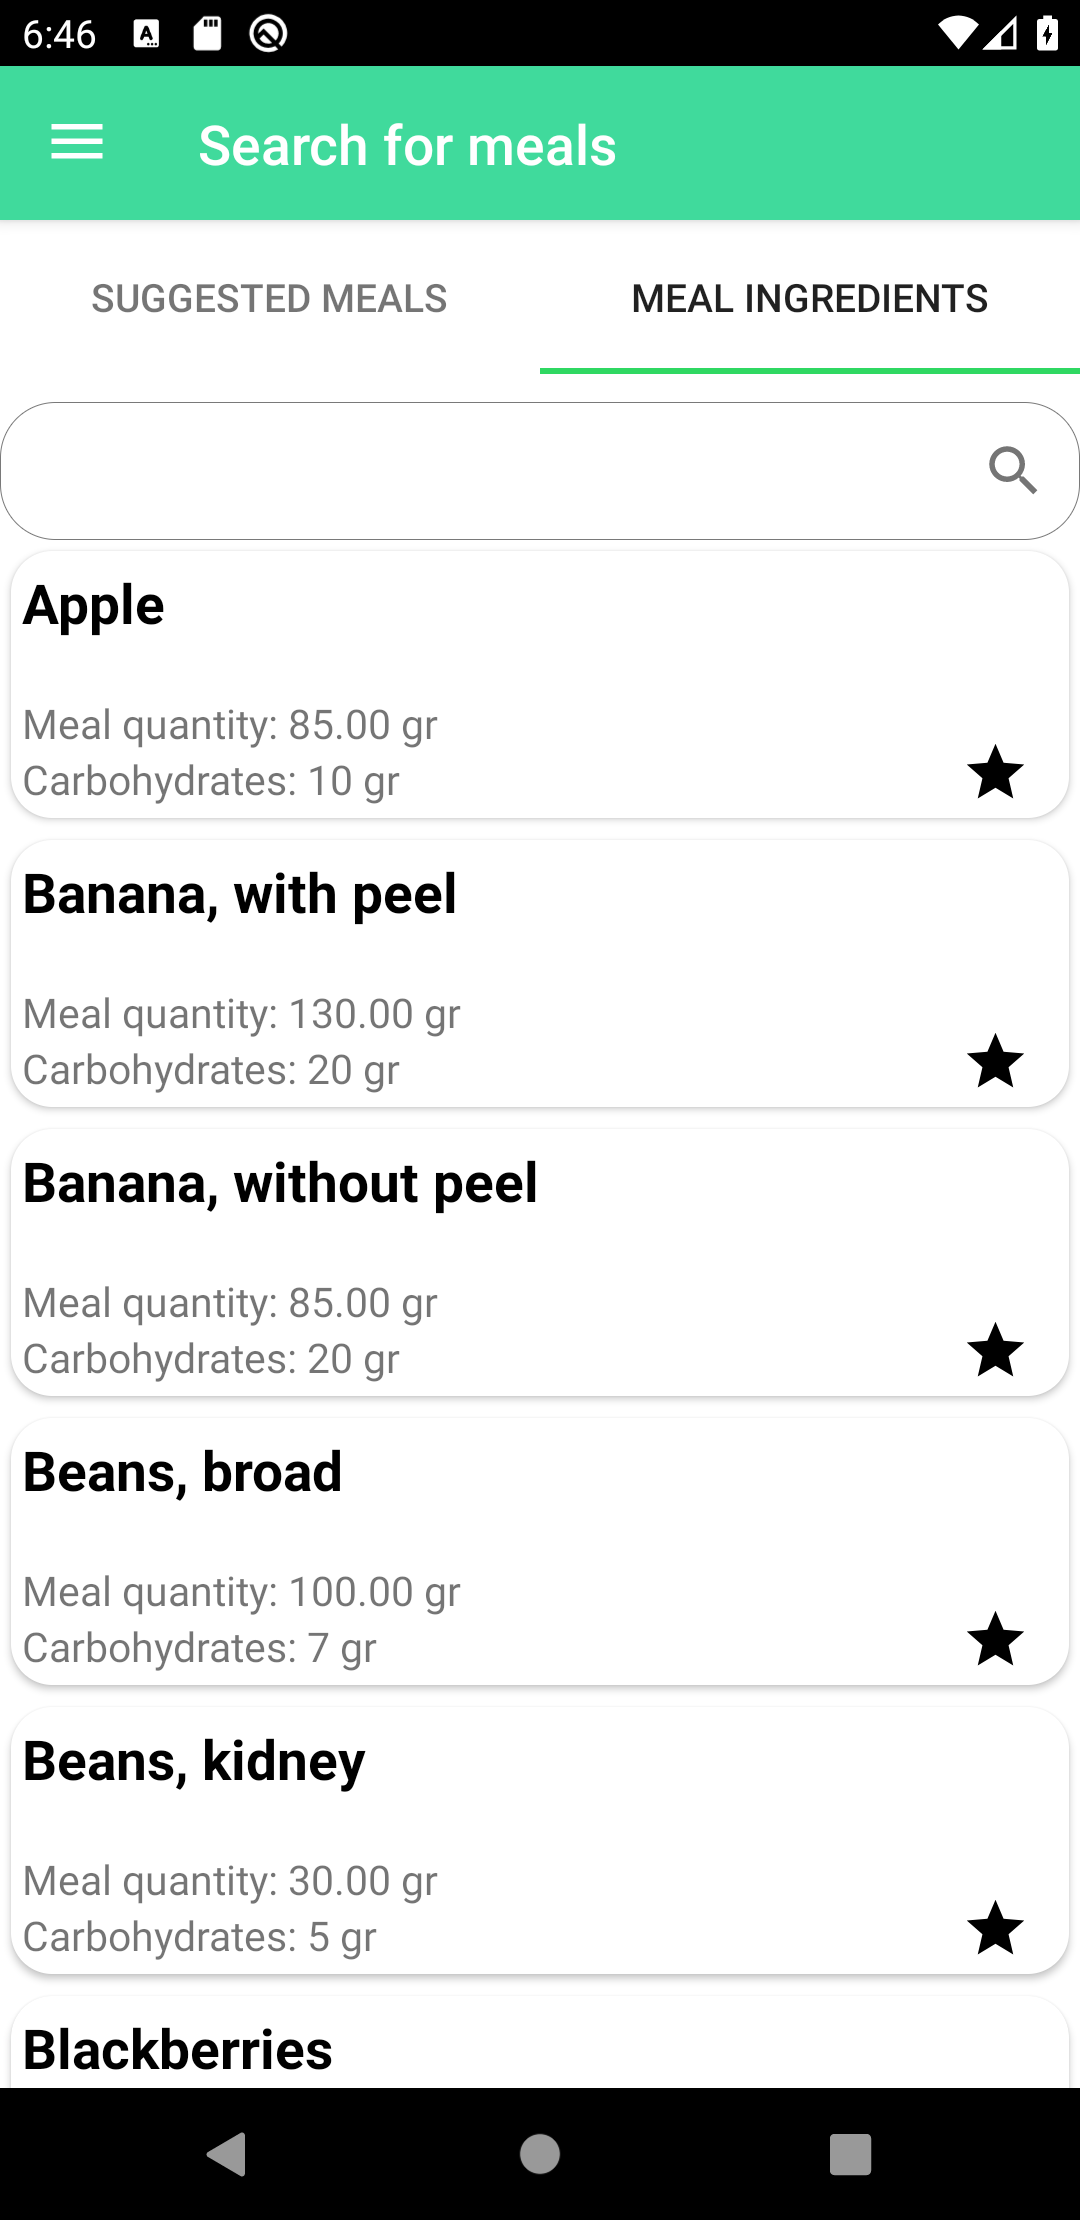 6:46
Search for meals
SUGGESTED MEALS
MEAL INGREDIENTS
Apple
Meal quantity: 85.00 gr
Carbohydrates: 10 gr
Banana, with peel
Meal quantity: 130.00 gr
Carbohydrates: 20 gr
Banana, without peel
Meal quantity: 85.00 gr
Carbohydrates: 20 gr
Beans, broad
Meal quantity: 100.00 gr
Carbohydrates: 7 gr
Beans, kidney
Meal quantity: 30.00 gr
Carbohydrates: 5 gr
Blackberries